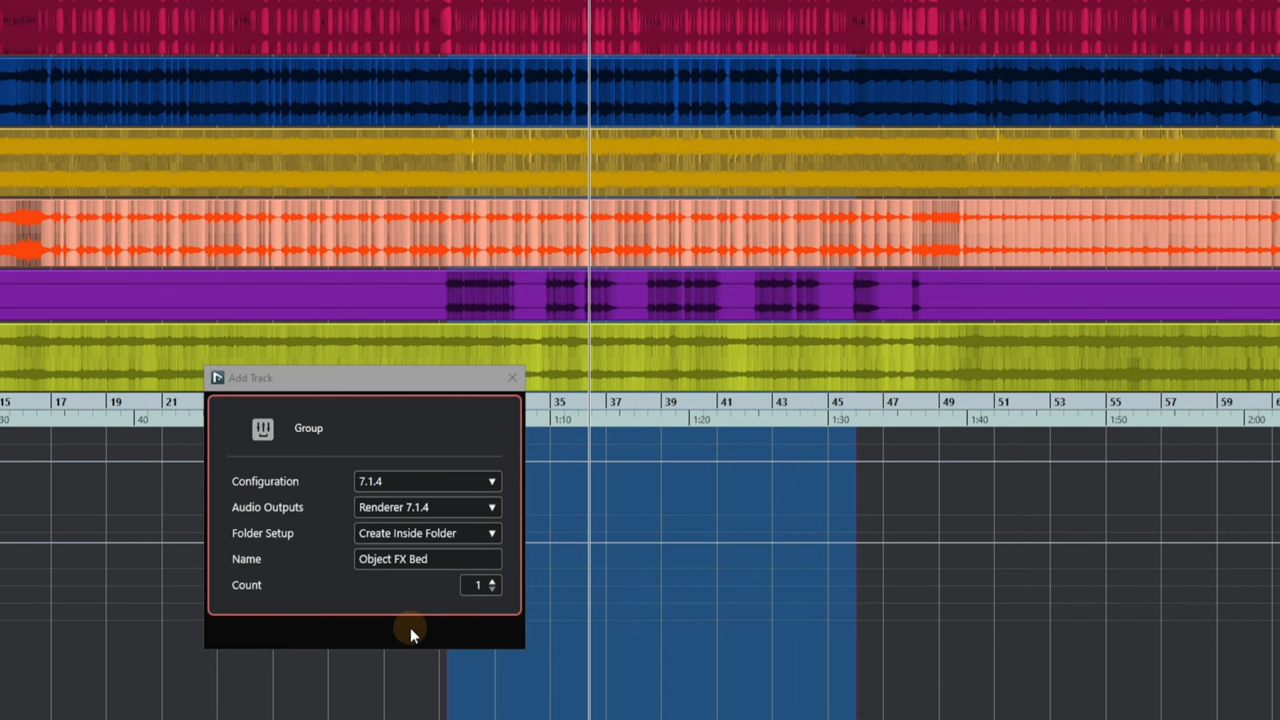 Add Track
15 17 19 21 35 37 39 41 43 45 47 49 51 53 55 57 59
30 40 1:10 1:20 1:30 1:40 1:50 2:00
Group
Configuration 7.1.4
Audio Outputs Renderer 7.1.4
Folder Setup Create Inside Folder
Name Object FX Bed
Count 1